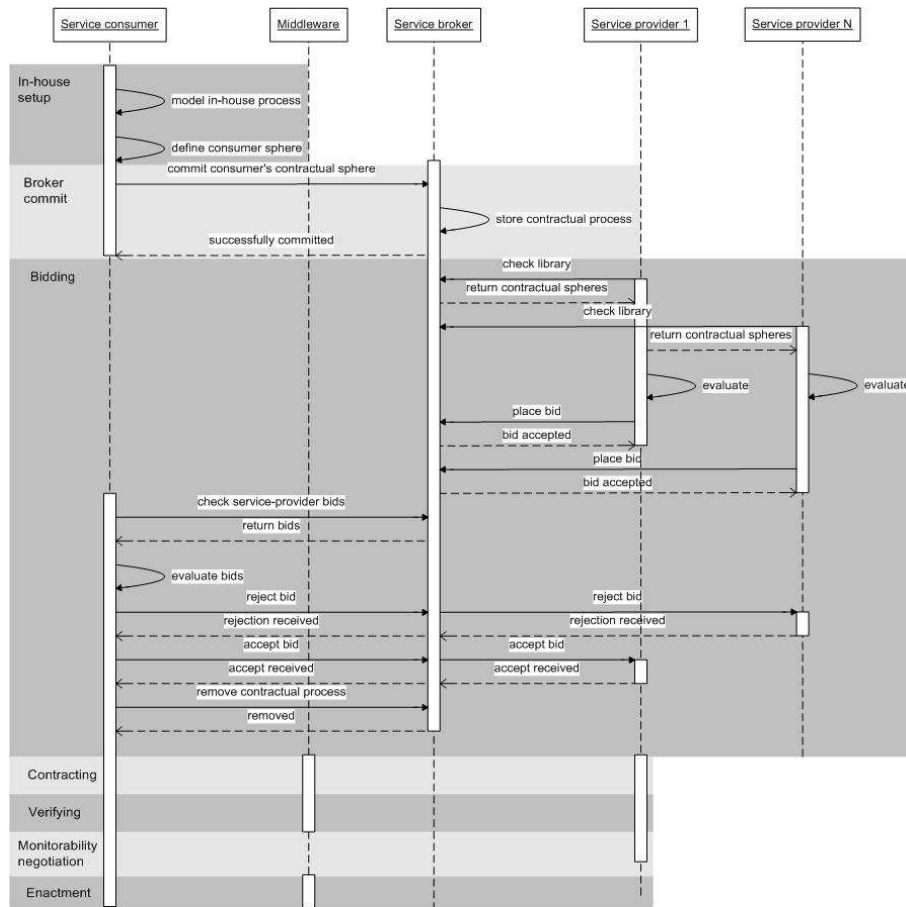 Service consumer
Middleware
Service broker
Service provider 1
Service provider N
In-house
setup
model in-house process
define consumer sphere
commit consumer's contractual sphere
Broker
commit
store contractual process
successfully committed
Bidding
check library
return contractual spheres
check library
return contractual spheres
evaluate
evaluate
place bid
bid accepted
place bid
bid accepted
check service-provider bids
return bids
evaluate bids
reject bid
reject bid
rejection received
rejection received
accept bid
accept bid
accept received
accept received
remove contractual process
removed
Contracting
Verifying
Monitorability
negotiation
Enactment